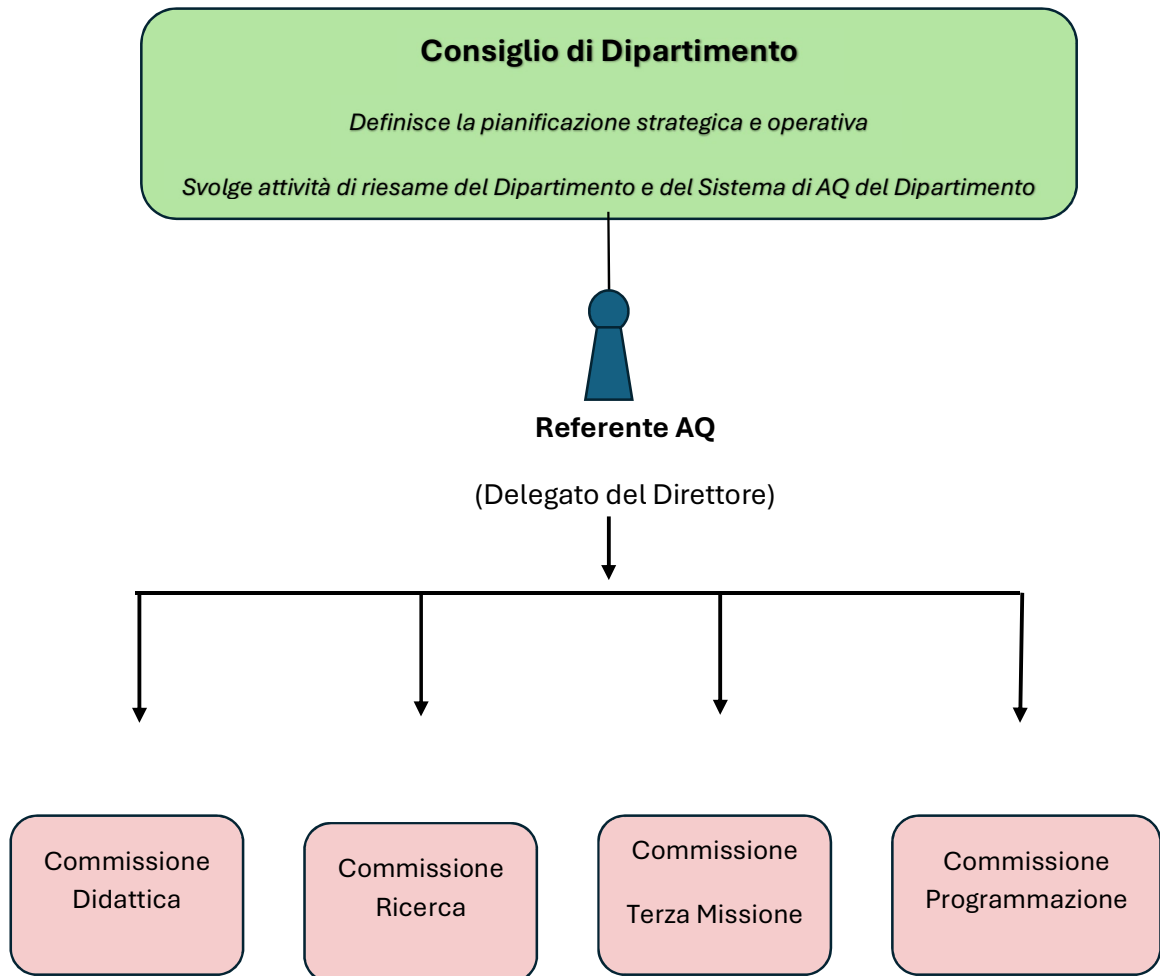 Consiglio di Dipartimento
Definisce la pianificazione strategica e operativa
Svolge attività di riesame del Dipartimento e del Sistema di AQ del Dipartimento
Referente AQ
(Delegato del Direttore)
Commissione
Didattica
Commissione
Ricerca
Commissione
Terza Missione
Commissione
Programmazione